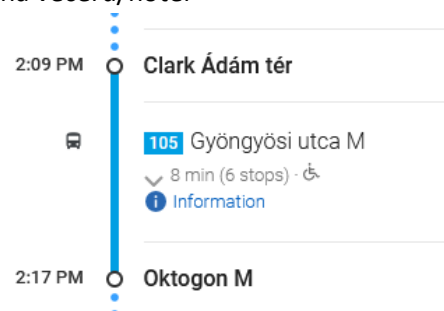 2:09 PM Clark Ádám tér
105 Gyöngyösi utca M
8 min (6 stops) ·
Information
2:17 PM Oktogon M